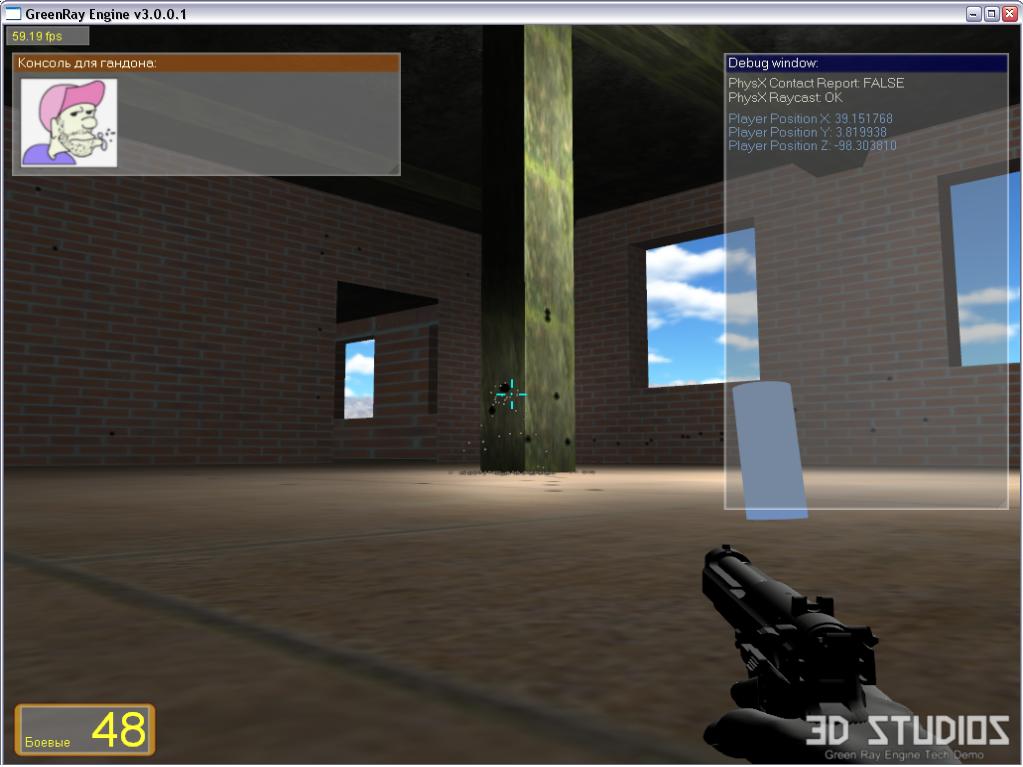 GreenRay Engine v3.0.0.1
59.19 fps
Консоль для гандона:
Debug window:
PhysX Contact Report: FALSE
PhysX Raycast: OK
Player Position X: 39.151768
Player Position Y: 3.819938
Player Position Z: -98.303810
Боевые 48
3D STUDIOS
Green Ray Engine Tech Demo